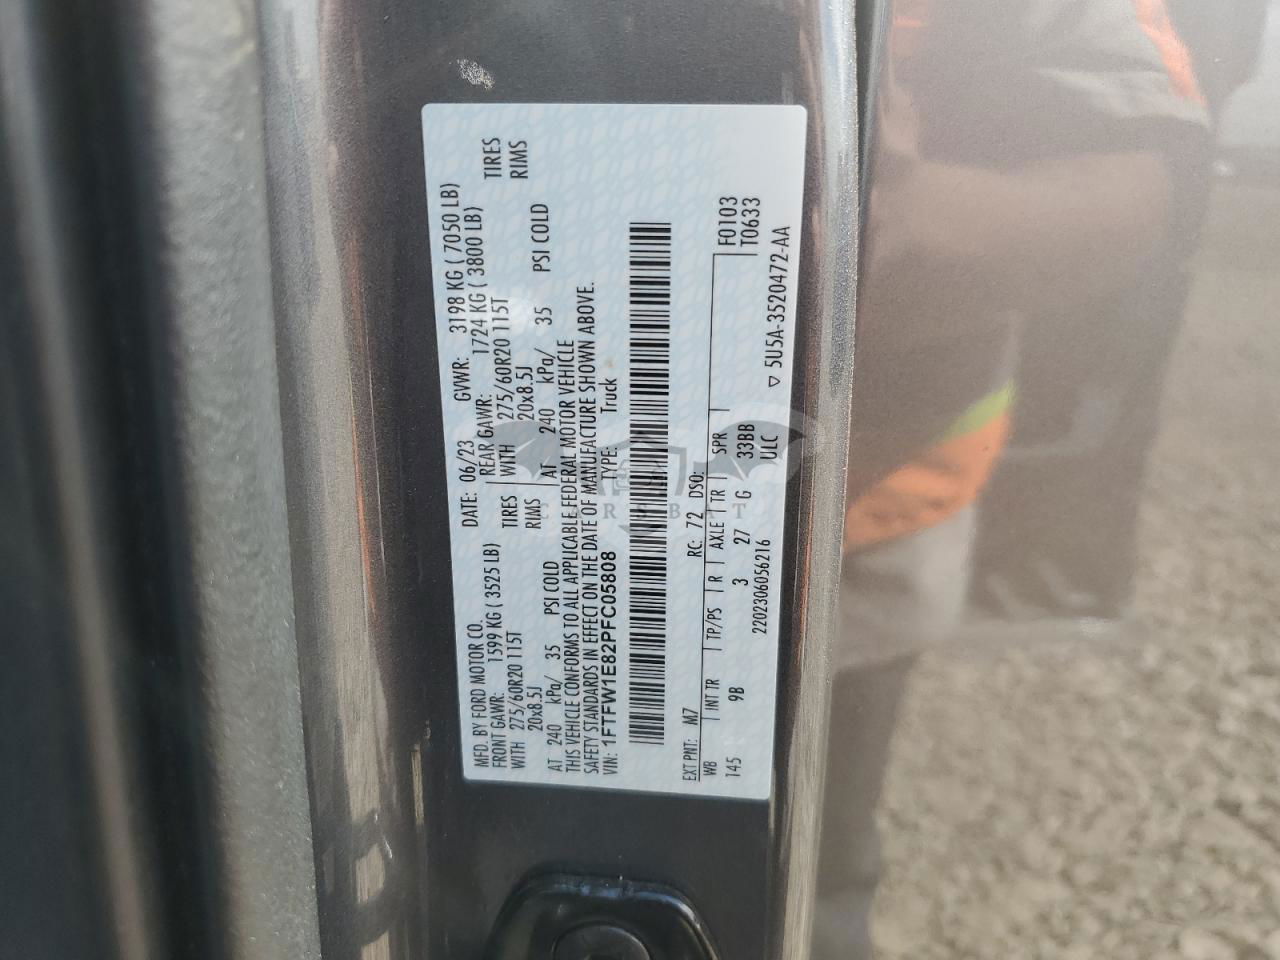 MFD. BY FORD MOTOR CO.
DATE: 06/23 GVWR: 3198 KG ( 7050 LB)
FRONT GAWR: 1599 KG ( 3525 LB)
REAR GAWR: 1724 KG ( 3800 LB)
WITH 275/60R20 115T TIRES
WITH 275/60R20 115T TIRES
20x8.5J RIMS
20x8.5J RIMS
AT 240 kPa/ 35 PSI COLD
AT 240 kPa/ 35 PSI COLD
THIS VEHICLE CONFORMS TO ALL APPLICABLE FEDERAL MOTOR VEHICLE
SAFETY STANDARDS IN EFFECT ON THE DATE OF MANUFACTURE SHOWN ABOVE.
VIN: 1FTFW1E82PFC05808 TYPE: Truck
EXT PNT: M7 RC: 72 DSO: F0103
WB INT TR TP/PS R AXLE TR SPR T0633
145 9B 3 27 G 33BB
2202306056216 ULC ▽ 5U5A-3520472-AA
CARSBAT